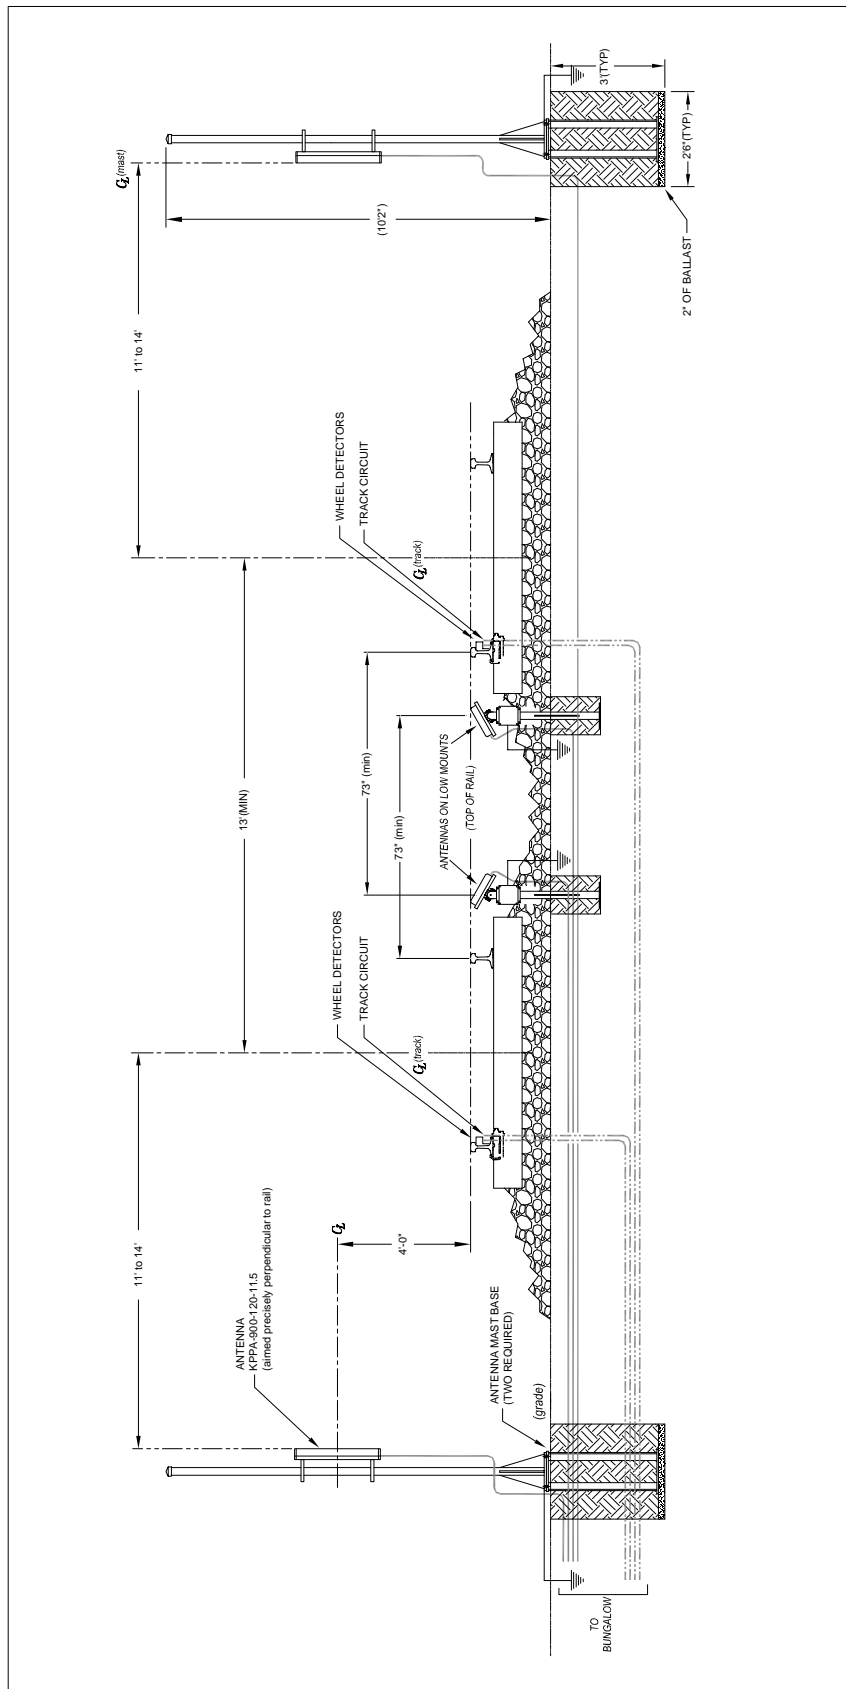 11' to 14'
13'(MIN)
11' to 14'
℄ (mast)
ANTENNA
KPPA-900-120-11.5
(aimed precisely perpendicular to rail)
℄
4'-0"
WHEEL DETECTORS
TRACK CIRCUIT
℄ (track)
73" (min)
73" (min)
ANTENNAS ON LOW MOUNTS
(TOP OF RAIL)
WHEEL DETECTORS
TRACK CIRCUIT
℄ (track)
(10'2")
ANTENNA MAST BASE
(TWO REQUIRED)
(grade)
TO
BUNGALOW
3'(TYP)
2'6"(TYP)
2" OF BALLAST